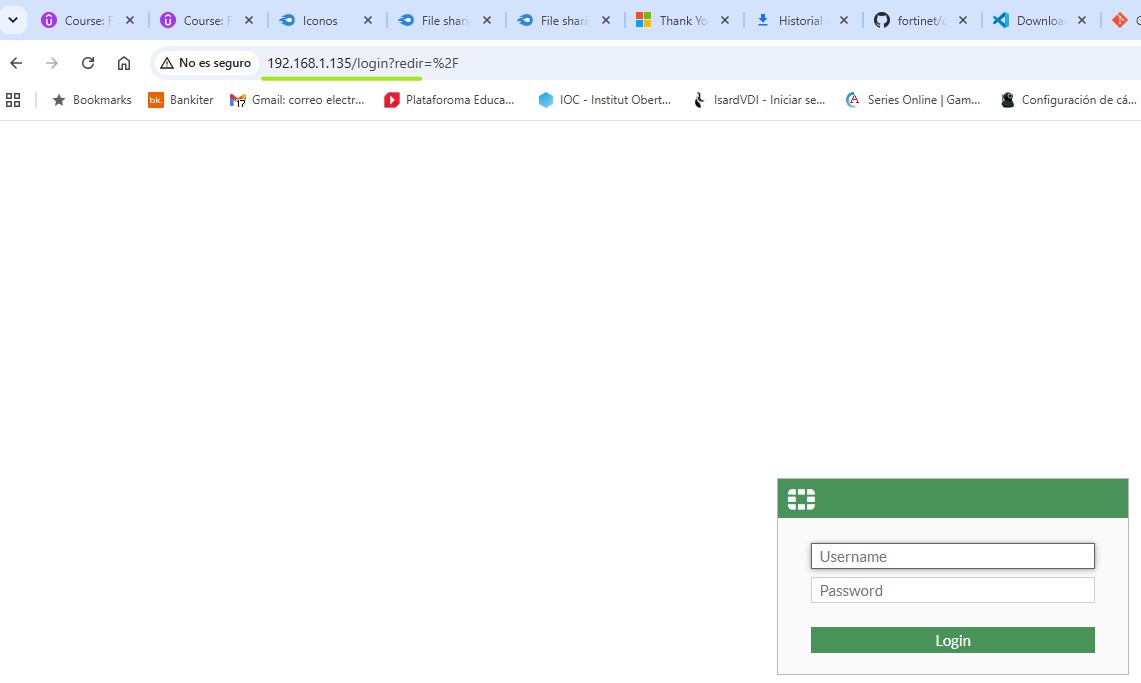 Course: F
Course: F
Iconos
File shari
File shari
Thank Yo
Historial
fortinet/c
Downloa
G
No es seguro
192.168.1.135/login?redir=%2F
Bookmarks
bk. Bankiter
17 Gmail: correo electr...
Plataforoma Educa...
IOC - Institut Obert...
IsardVDI - Iniciar se...
Series Online | Gam...
Configuración de cá...
Username
Password
Login